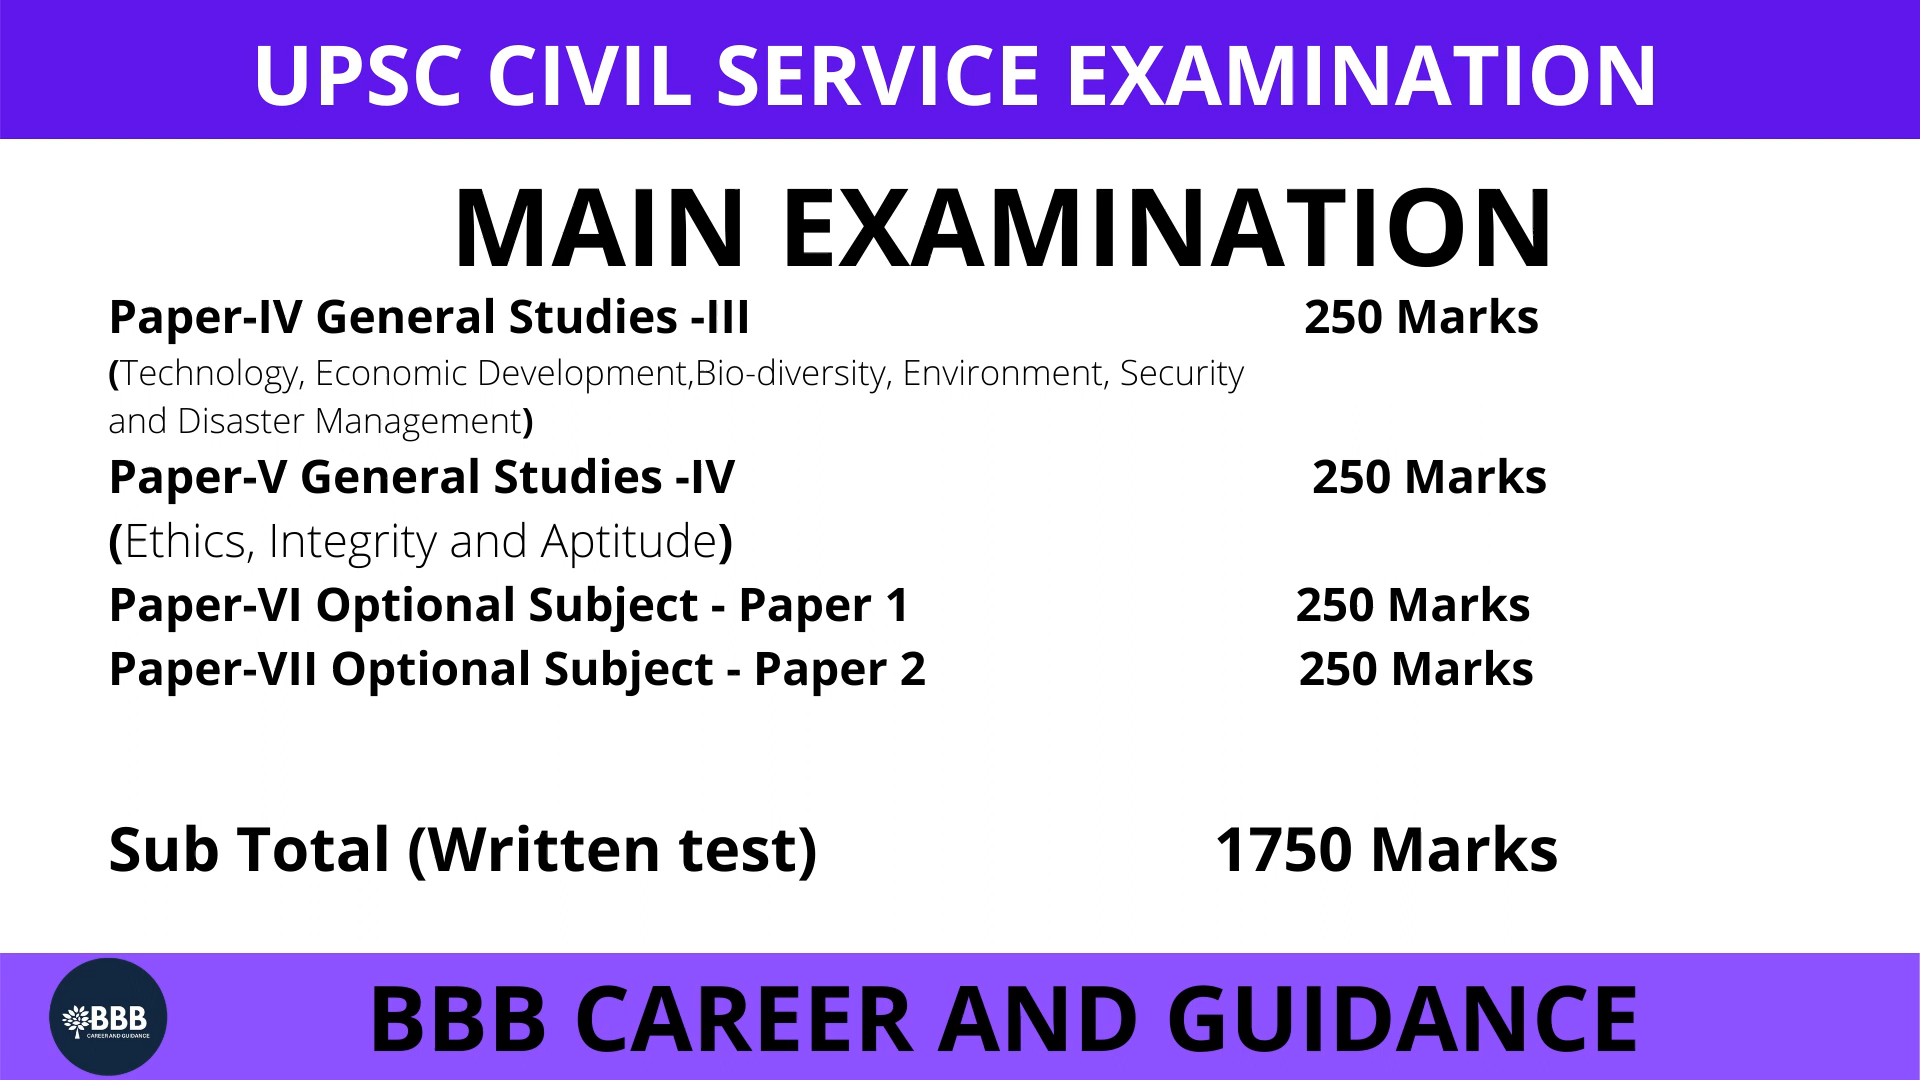 UPSC CIVIL SERVICE EXAMINATION
MAIN EXAMINATION
Paper-IV General Studies -III 250 Marks
(Technology, Economic Development,Bio-diversity, Environment, Security
and Disaster Management)
Paper-V General Studies -IV 250 Marks
(Ethics, Integrity and Aptitude)
Paper-VI Optional Subject - Paper 1 250 Marks
Paper-VII Optional Subject - Paper 2 250 Marks
Sub Total (Written test) 1750 Marks
BBB
CAREER AND GUIDANCE
BBB CAREER AND GUIDANCE